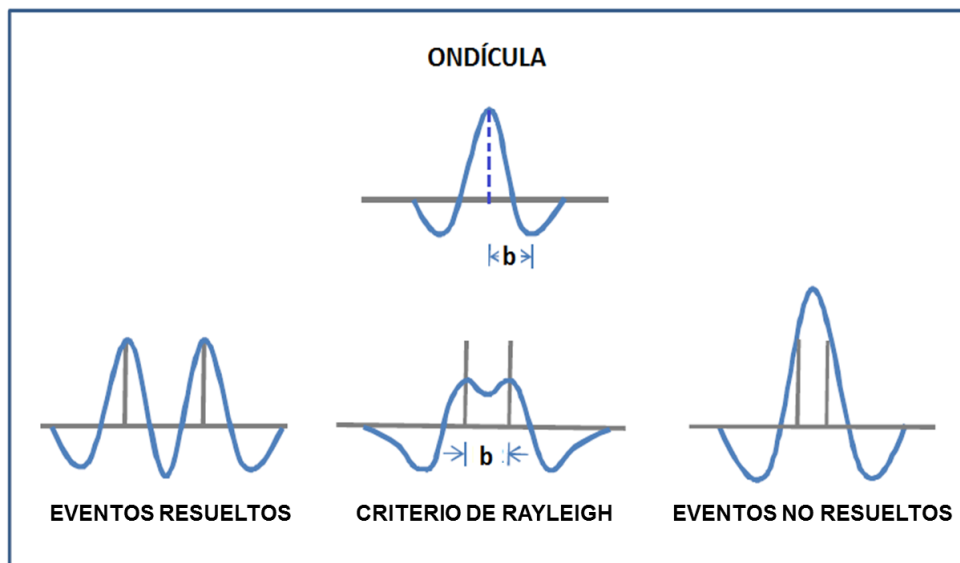 ONDÍCULA
b
b
EVENTOS RESUELTOS
CRITERIO DE RAYLEIGH
EVENTOS NO RESUELTOS